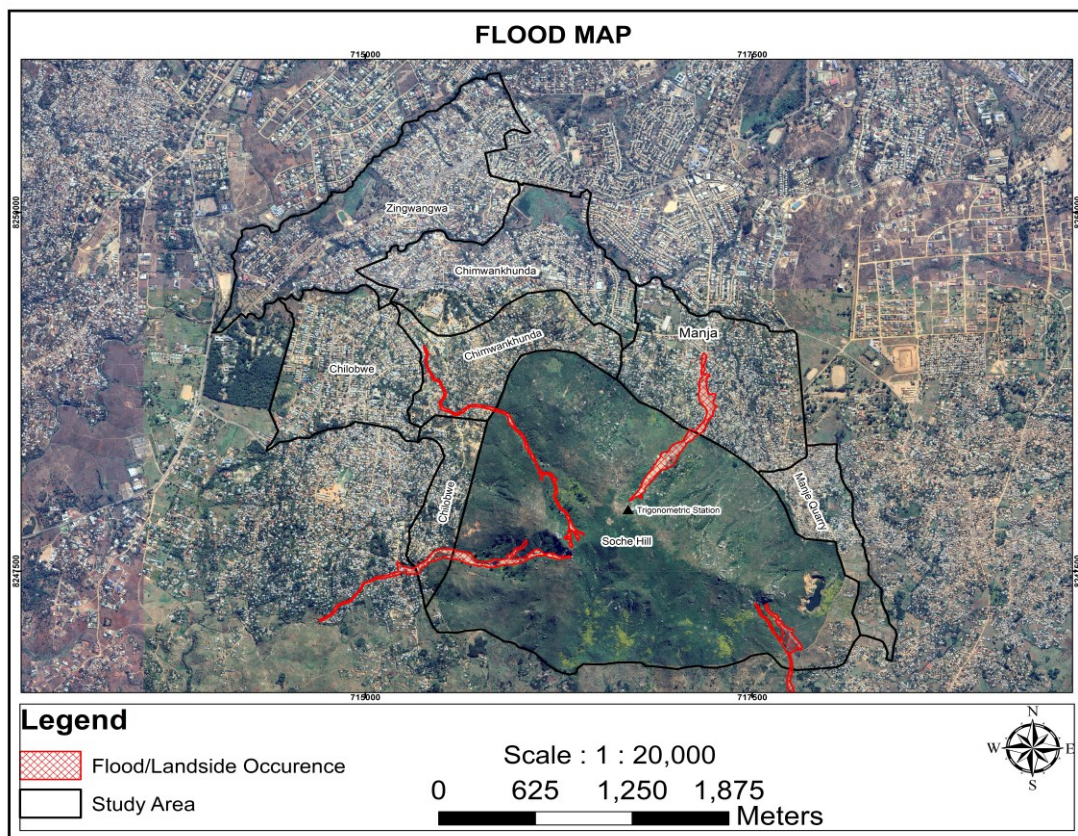 FLOOD MAP
715000
717500
8250000
Zingwangwa
Chimwankhunda
Manja
Chimwankhunda
Chilobwe
Chilobwe
Manje Quarry
Trigonometric Station
Soche Hill
8247500
8247500
715000
717500
Legend
Flood/Landside Occurence
Study Area
Scale : 1 : 20,000
0 625 1,250 1,875
Meters
N
W E
S